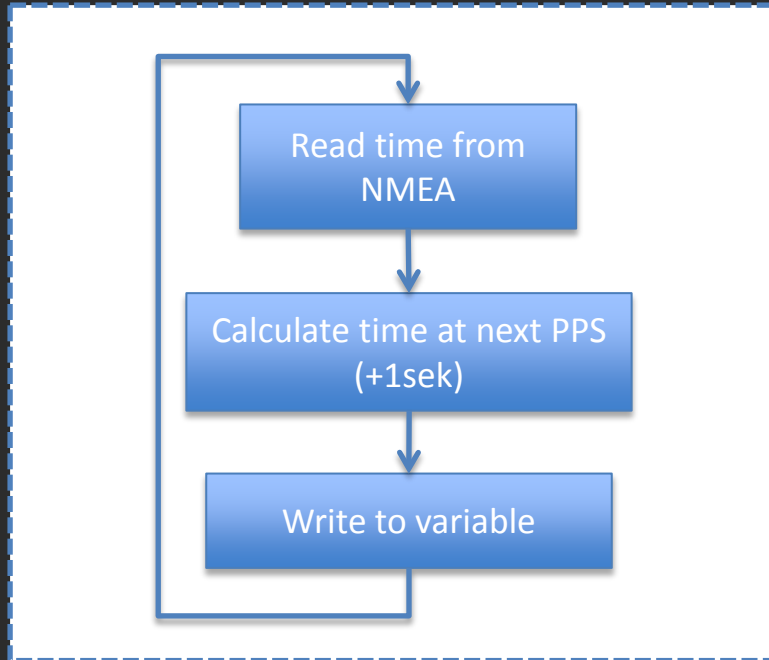 Read time from
NMEA
Calculate time at next PPS
(+1sek)
Write to variable